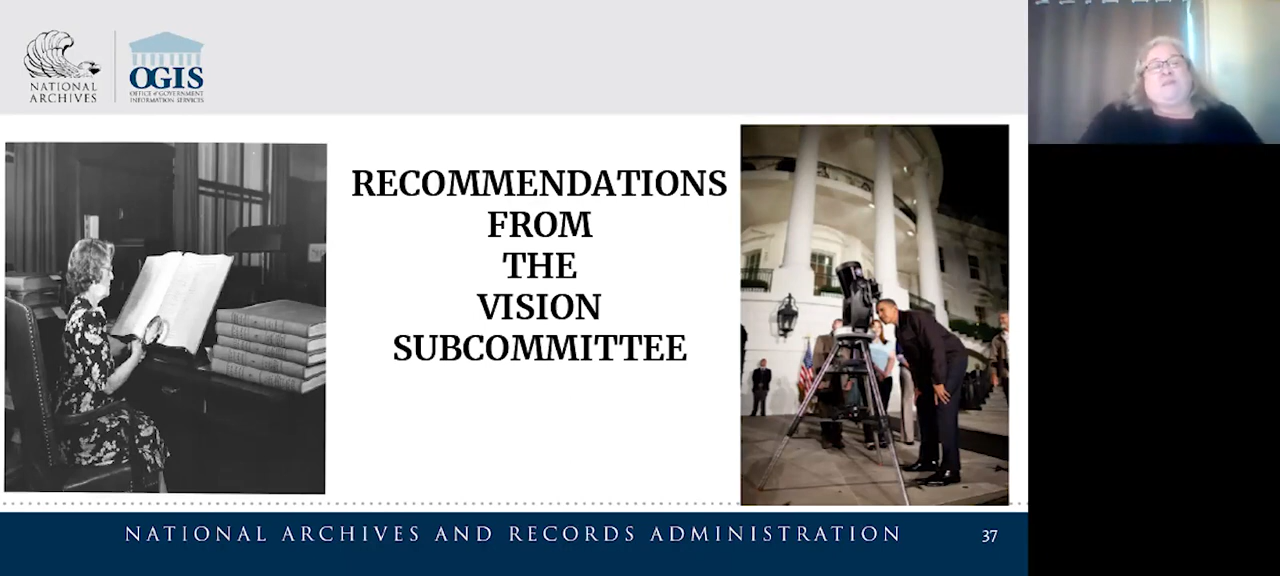 NATIONAL
ARCHIVES
OGIS
OFFICE of GOVERNMENT
INFORMATION SERVICES
RECOMMENDATIONS
FROM
THE
VISION
SUBCOMMITTEE
NATIONAL ARCHIVES AND RECORDS ADMINISTRATION
37